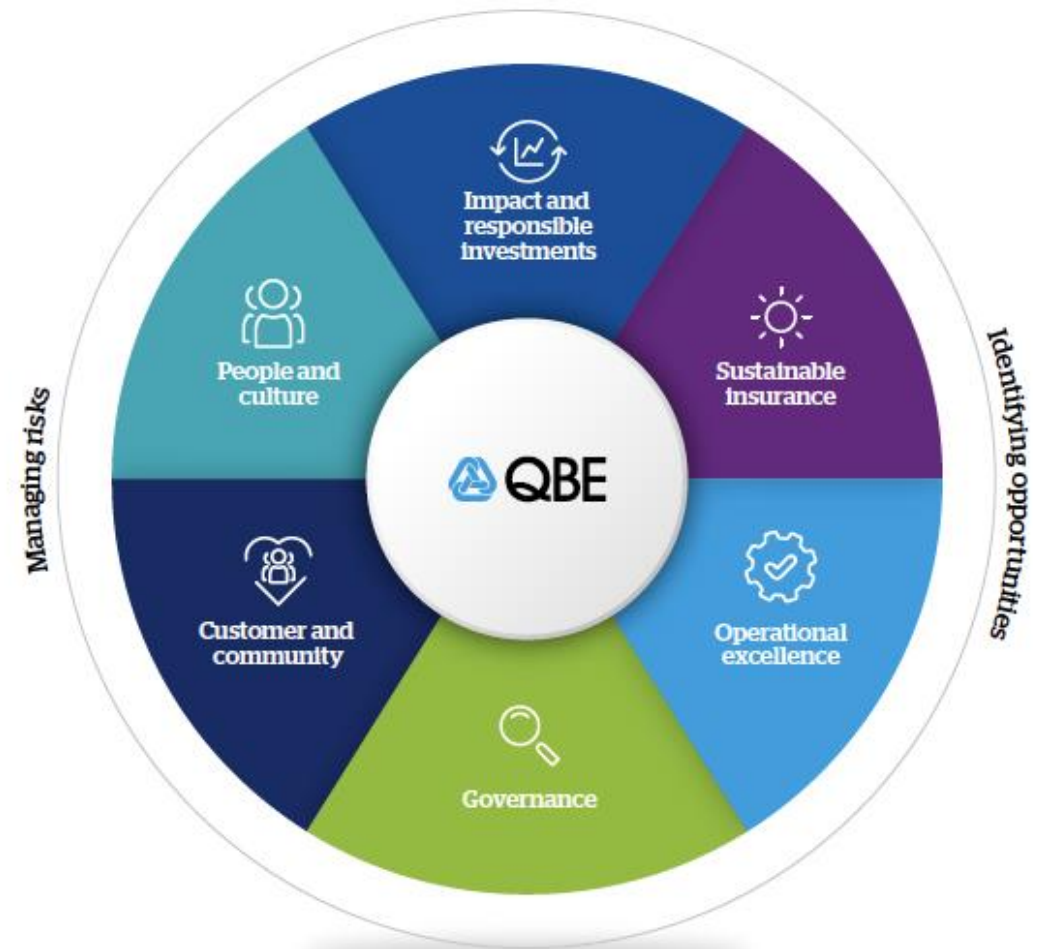 Impact and
responsible
investments
People and
culture
Sustainable
insurance
Managing risks
QBE
Identifying opportunities
Customer and
community
Operational
excellence
Governance